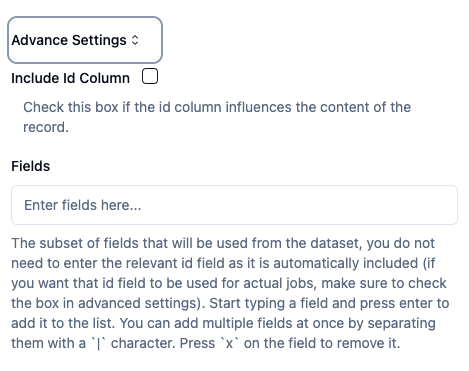 Advance Settings
Include Id Column
Check this box if the id column influences the content of the
record.
Fields
Enter fields here...
The subset of fields that will be used from the dataset, you do not
need to enter the relevant id field as it is automatically included (if
you want that id field to be used for actual jobs, make sure to check
the box in advanced settings). Start typing a field and press enter to
add it to the list. You can add multiple fields at once by separating
them with a `|` character. Press `x` on the field to remove it.